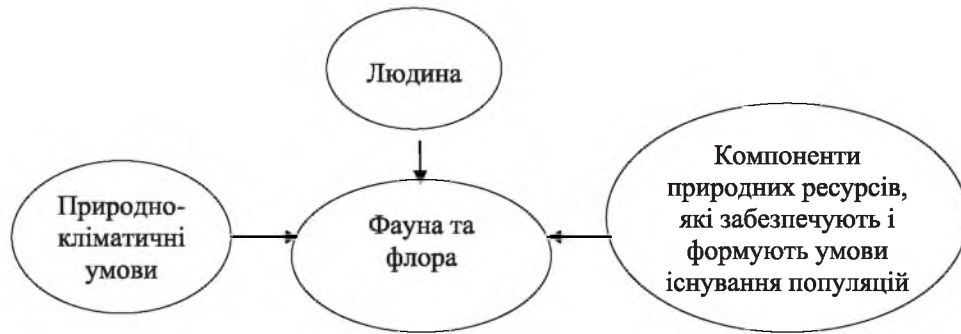 Людина
Природно-
кліматичні
умови
Фауна та
флора
Компоненти
природних ресурсів,
які забезпечують і
формують умови
існування популяцій